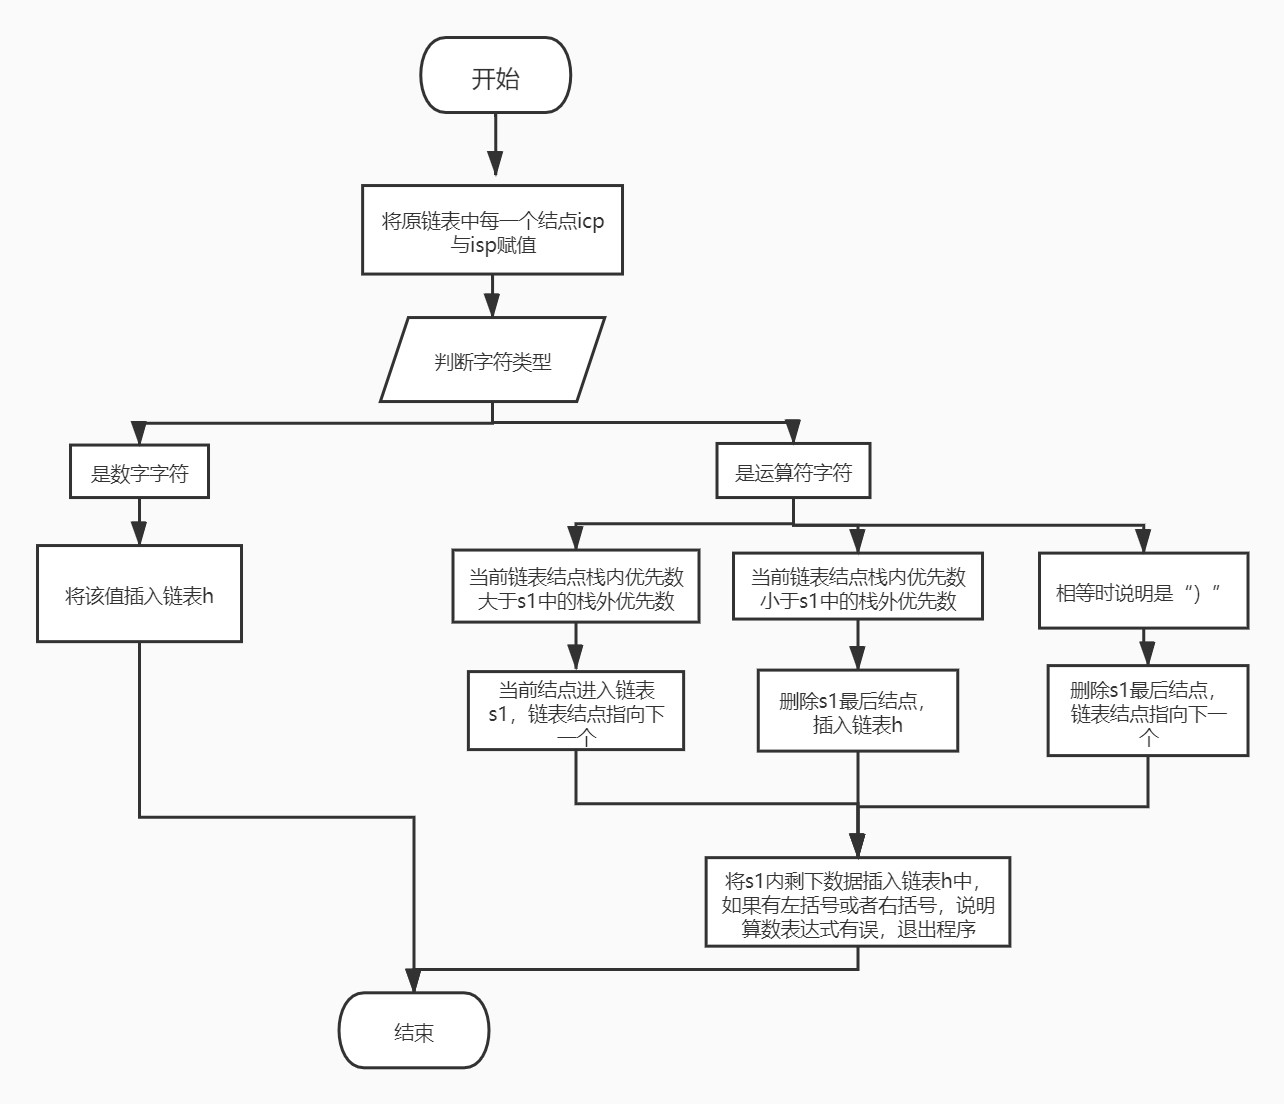 开始
将原链表中每一个结点icp
与isp赋值
判断字符类型
是数字字符
是运算符字符
将该值插入链表h
当前链表结点栈内优先数
大于s1中的栈外优先数
当前链表结点栈内优先数
小于s1中的栈外优先数
相等时说明是“）”
当前结点进入链表
s1，链表结点指向下
一个
删除s1最后结点，
插入链表h
删除s1最后结点，
链表结点指向下一
个
将s1内剩下数据插入链表h中，
如果有左括号或者右括号，说明
算数表达式有误，退出程序
结束